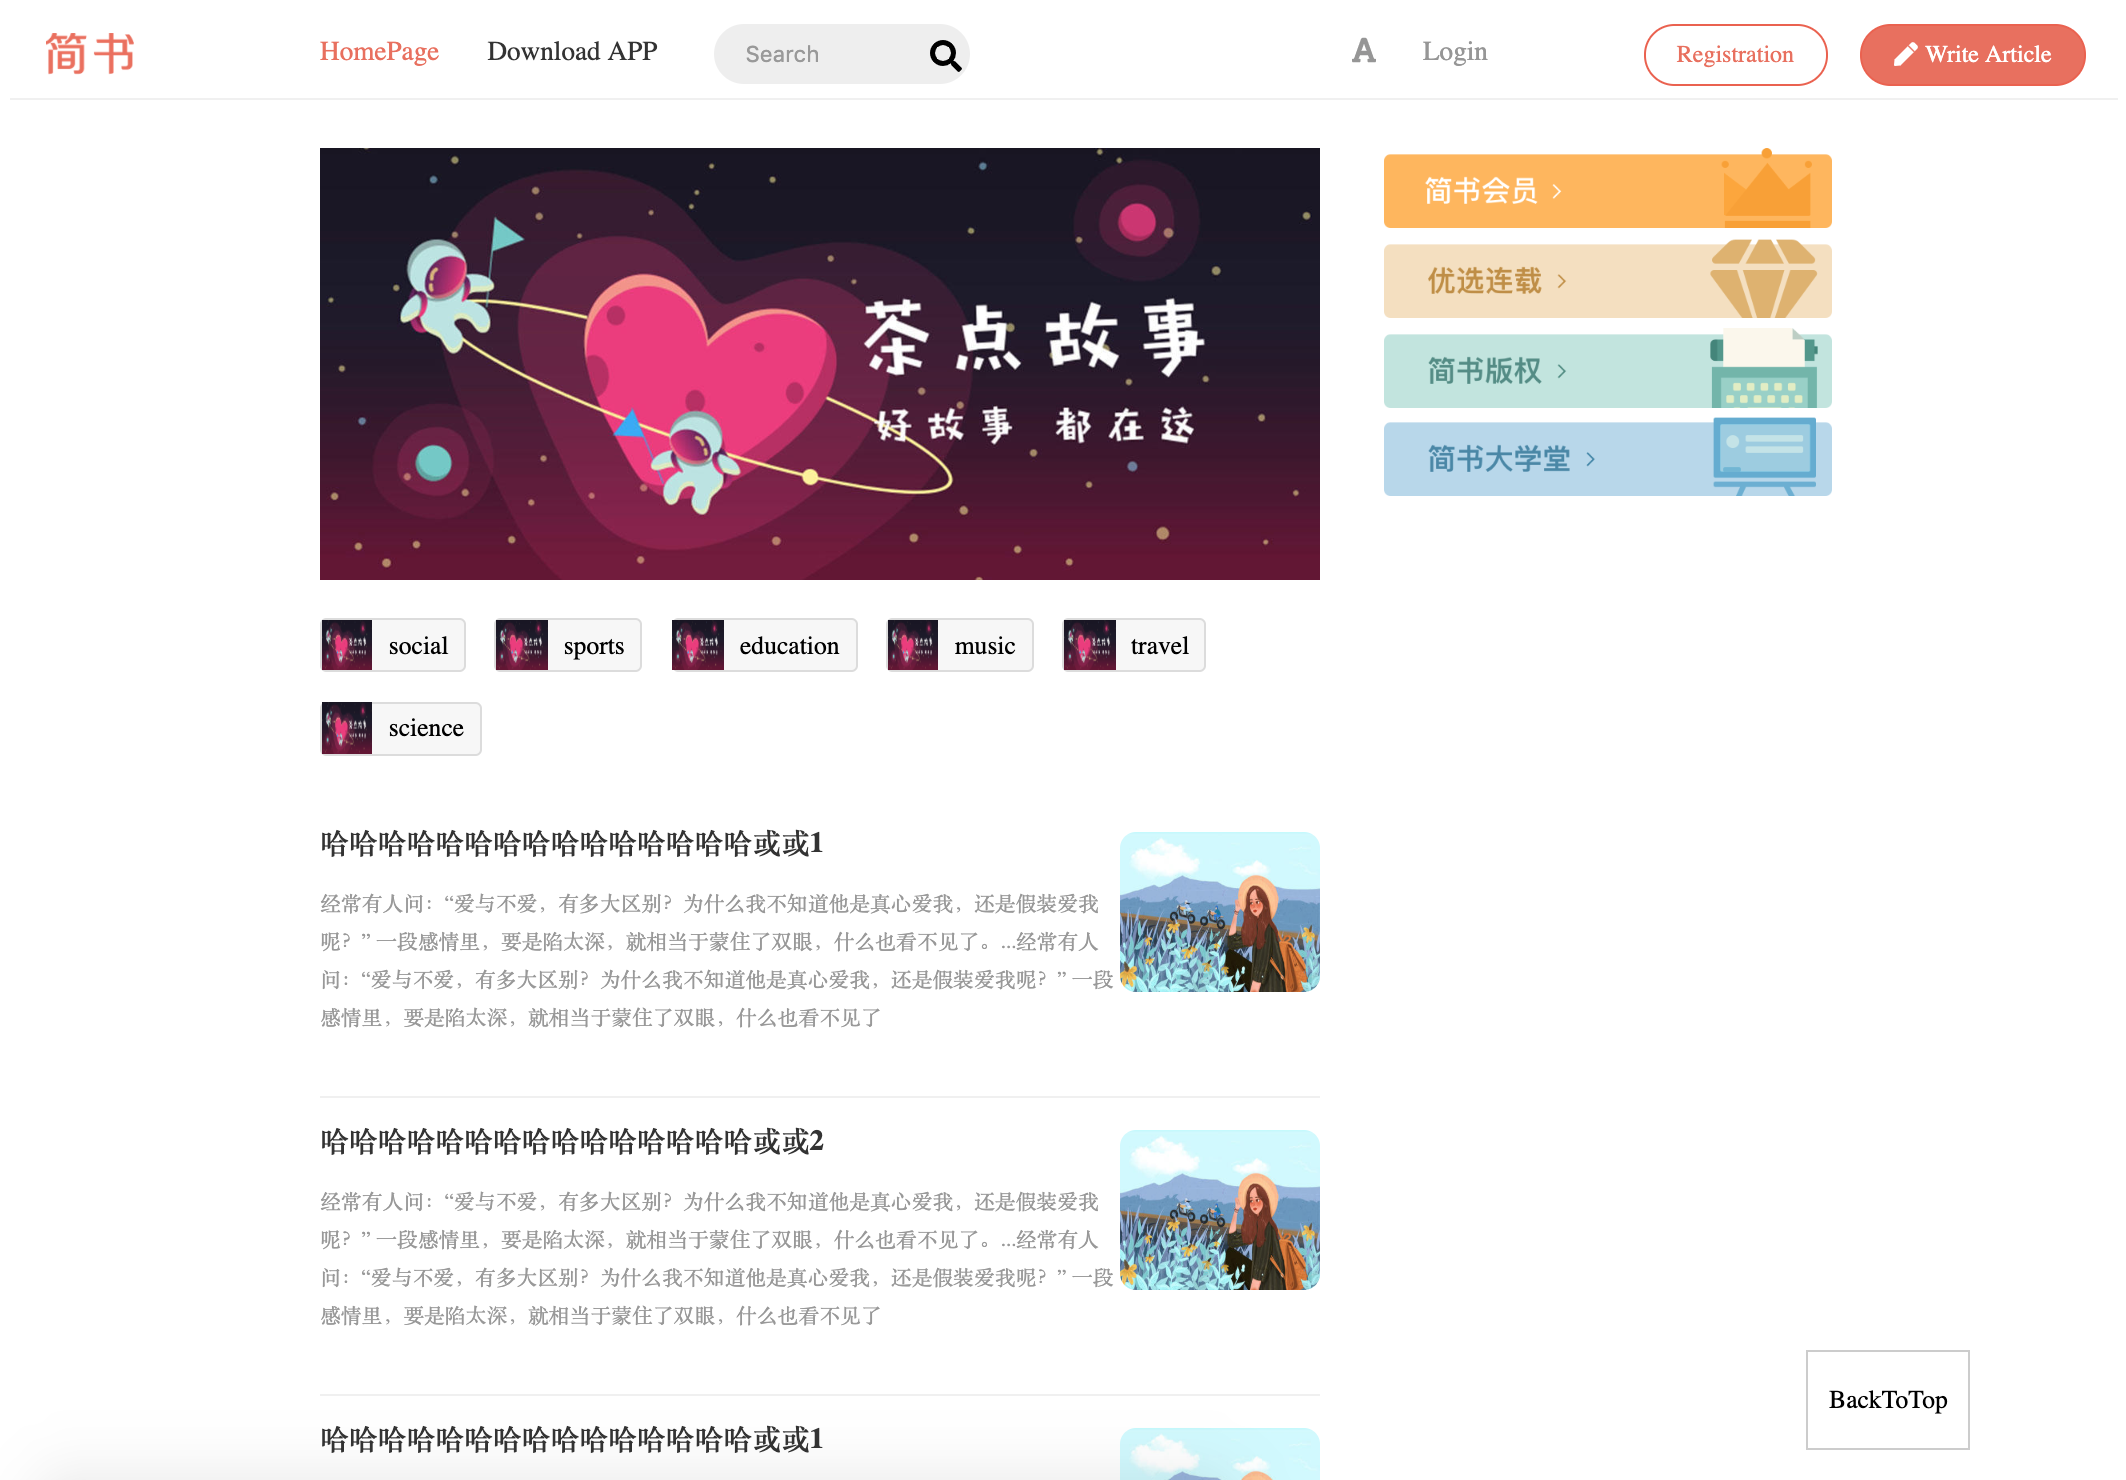 简书
HomePage
Download APP
Search
A
Login
Registration
Write Article
茶点故事
好故事 都在这
简书会员
优选连载
简书版权
简书大学堂
social
sports
education
music
travel
science
哈哈哈哈哈哈哈哈哈哈哈哈哈哈哈或或1
经常有人问：“爱与不爱，有多大区别？为什么我不知道他是真心爱我，还是假装爱我
呢？” 一段感情里，要是陷太深，就相当于蒙住了双眼，什么也看不见了。...经常有人
问：“爱与不爱，有多大区别？为什么我不知道他是真心爱我，还是假装爱我呢？” 一段
感情里，要是陷太深，就相当于蒙住了双眼，什么也看不见了
哈哈哈哈哈哈哈哈哈哈哈哈哈哈哈或或2
经常有人问：“爱与不爱，有多大区别？为什么我不知道他是真心爱我，还是假装爱我
呢？” 一段感情里，要是陷太深，就相当于蒙住了双眼，什么也看不见了。...经常有人
问：“爱与不爱，有多大区别？为什么我不知道他是真心爱我，还是假装爱我呢？” 一段
感情里，要是陷太深，就相当于蒙住了双眼，什么也看不见了
哈哈哈哈哈哈哈哈哈哈哈哈哈哈哈或或1
BackToTop